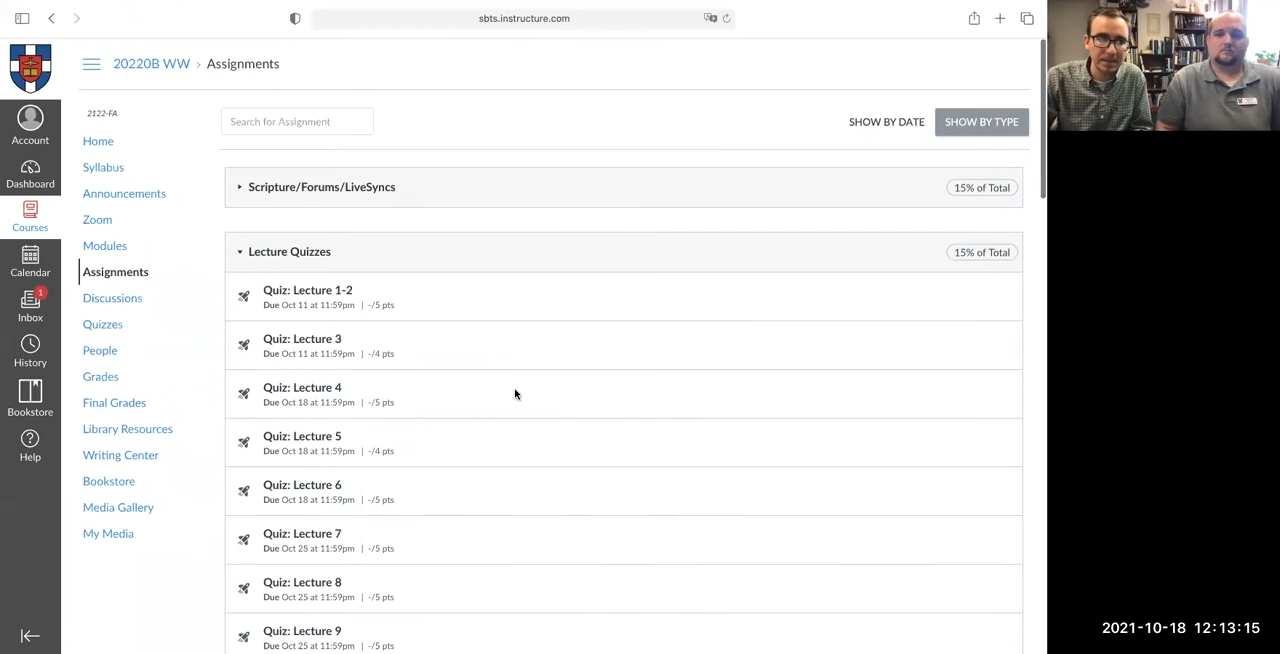 sbts.instructure.com
20220B WW › Assignments
2122-FA
Search for Assignment
SHOW BY DATE
SHOW BY TYPE
Account
Dashboard
Courses
Calendar
1
Inbox
History
Bookstore
Help
Home
Syllabus
Announcements
Zoom
Modules
Assignments
Discussions
Quizzes
People
Grades
Final Grades
Library Resources
Writing Center
Bookstore
Media Gallery
My Media
Scripture/Forums/LiveSyncs
15% of Total
Lecture Quizzes
15% of Total
Quiz: Lecture 1-2
Due Oct 11 at 11:59pm | -/5 pts
Quiz: Lecture 3
Due Oct 11 at 11:59pm | -/4 pts
Quiz: Lecture 4
Due Oct 18 at 11:59pm | -/5 pts
Quiz: Lecture 5
Due Oct 18 at 11:59pm | -/4 pts
Quiz: Lecture 6
Due Oct 18 at 11:59pm | -/5 pts
Quiz: Lecture 7
Due Oct 25 at 11:59pm | -/5 pts
Quiz: Lecture 8
Due Oct 25 at 11:59pm | -/5 pts
Quiz: Lecture 9
Due Oct 25 at 11:59pm | -/5 pts
2021-10-18 12:13:15